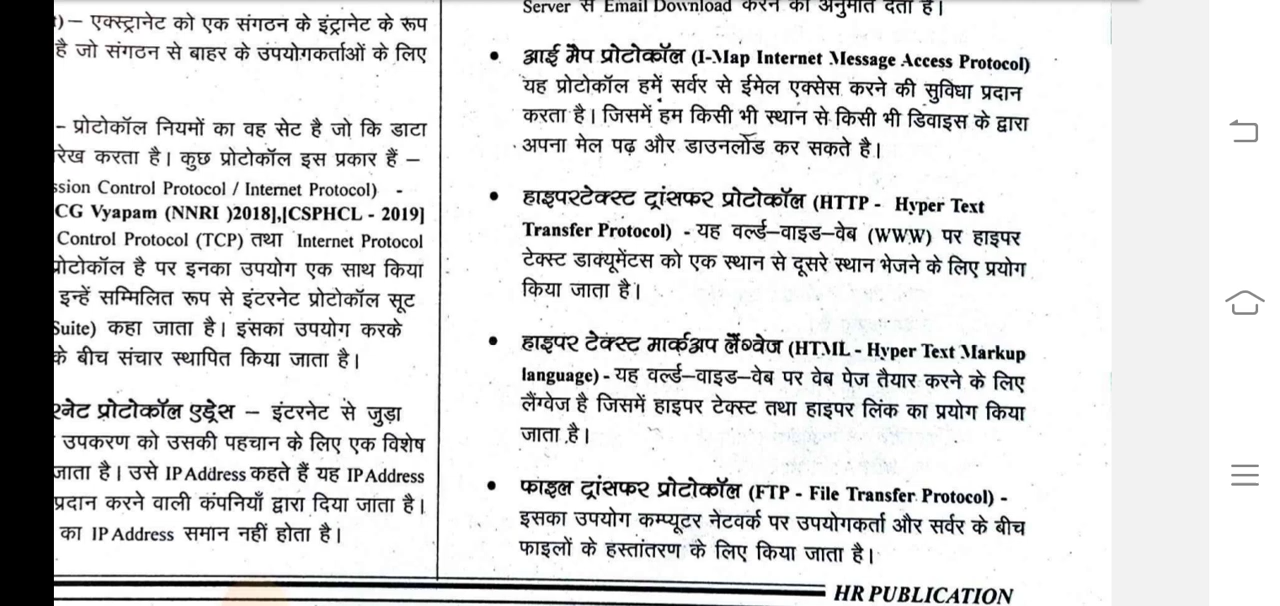 )– एक्स्ट्रानेट को एक संगठन के इंट्रानेट के रूप
है जो संगठन से बाहर के उपयोगकर्ताओं के लिए
- प्रोटोकॉल नियमों का वह सेट है जो कि डाटा
रेख करता है। कुछ प्रोटोकॉल इस प्रकार हैं –
ssion Control Protocol / Internet Protocol) -
CG Vyapam (NNRI )2018],[CSPHCL - 2019]
Control Protocol (TCP) तथा Internet Protocol
प्रोटोकॉल है पर इनका उपयोग एक साथ किया
इन्हें सम्मिलित रूप से इंटरनेट प्रोटोकॉल सूट
Suite) कहा जाता है। इसका उपयोग करके
के बीच संचार स्थापित किया जाता है।
रनेट प्रोटोकॉल एड्रेस – इंटरनेट से जुड़ा
उपकरण को उसकी पहचान के लिए एक विशेष
जाता है। उसे IP Address कहते हैं यह IP Address
प्रदान करने वाली कंपनियाँ द्वारा दिया जाता है।
का IP Address समान नहीं होता है।
Server से Email Download करने की अनुमति देता है।
• आई मैप प्रोटोकॉल (I-Map Internet Message Access Protocol)
यह प्रोटोकॉल हमें सर्वर से ईमेल एक्सेस करने की सुविधा प्रदान
करता है। जिसमें हम किसी भी स्थान से किसी भी डिवाइस के द्वारा
अपना मेल पढ़ और डाउनलोड कर सकते है।
• हाइपरटेक्स्ट ट्रांसफर प्रोटोकॉल (HTTP - Hyper Text
Transfer Protocol) - यह वर्ल्ड–वाइड–वेब (WWW) पर हाइपर
टेक्स्ट डाक्यूमेंटस को एक स्थान से दूसरे स्थान भेजने के लिए प्रयोग
किया जाता है।
• हाइपर टेक्स्ट मार्कअप लैंग्वेज (HTML - Hyper Text Markup
language) - यह वर्ल्ड–वाइड–वेब पर वेब पेज तैयार करने के लिए
लैंग्वेज है जिसमें हाइपर टेक्स्ट तथा हाइपर लिंक का प्रयोग किया
जाता है।
• फाइल ट्रांसफर प्रोटोकॉल (FTP - File Transfer Protocol) -
इसका उपयोग कम्प्यूटर नेटवर्क पर उपयोगकर्ता और सर्वर के बीच
फाइलों के हस्तांतरण के लिए किया जाता है।
HR PUBLICATION